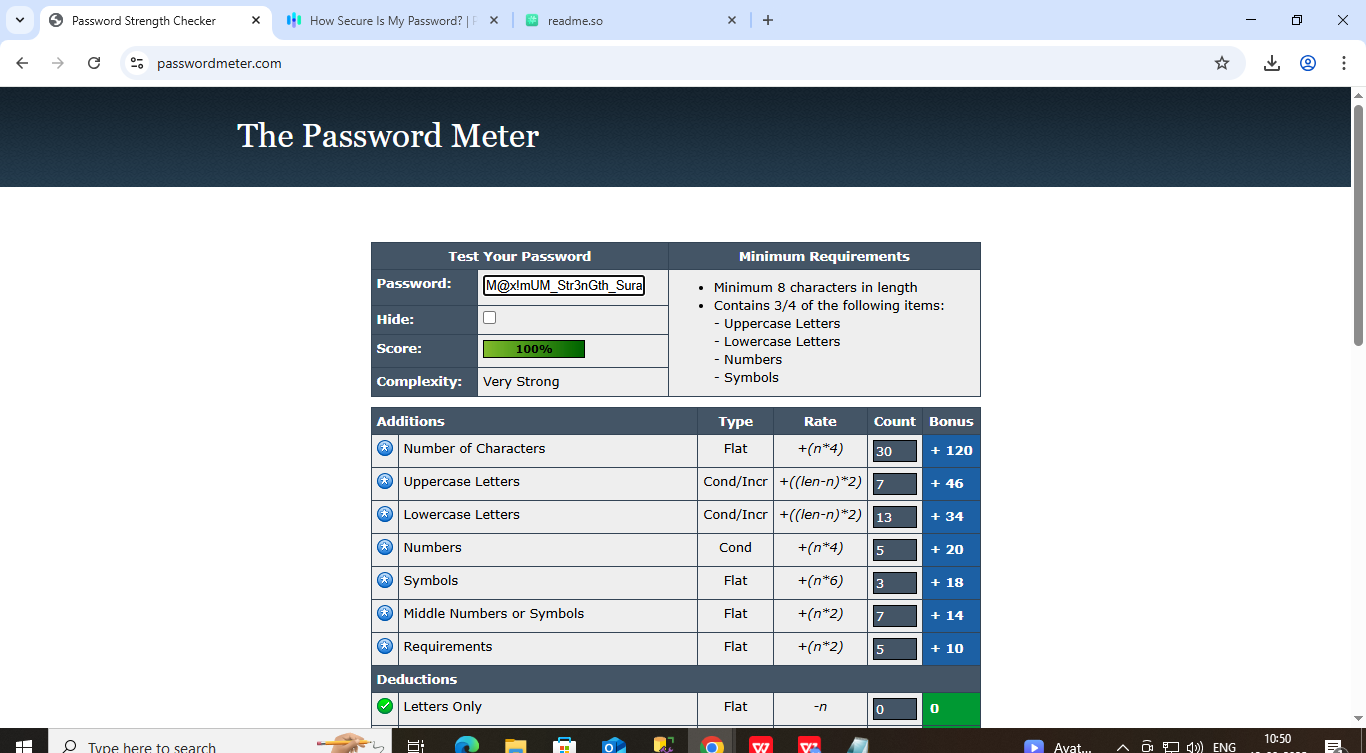 Password Strength Checker
How Secure Is My Password? |
readme.so
passwordmeter.com
The Password Meter
Test Your Password Minimum Requirements
Password: M@x!mUM_Str3nGth_Sura
Hide:
Score: 100%
Complexity: Very Strong
• Minimum 8 characters in length
• Contains 3/4 of the following items:
- Uppercase Letters
- Lowercase Letters
- Numbers
- Symbols
Additions Type Rate Count Bonus
Number of Characters Flat +(n*4) 30 + 120
Uppercase Letters Cond/Incr +((len-n)*2) 7 + 46
Lowercase Letters Cond/Incr +((len-n)*2) 13 + 34
Numbers Cond +(n*4) 5 + 20
Symbols Flat +(n*6) 3 + 18
Middle Numbers or Symbols Flat +(n*2) 7 + 14
Requirements Flat +(n*2) 5 + 10
Deductions
Letters Only Flat -n 0 0
Type here to search
Avat... ENG 10:50